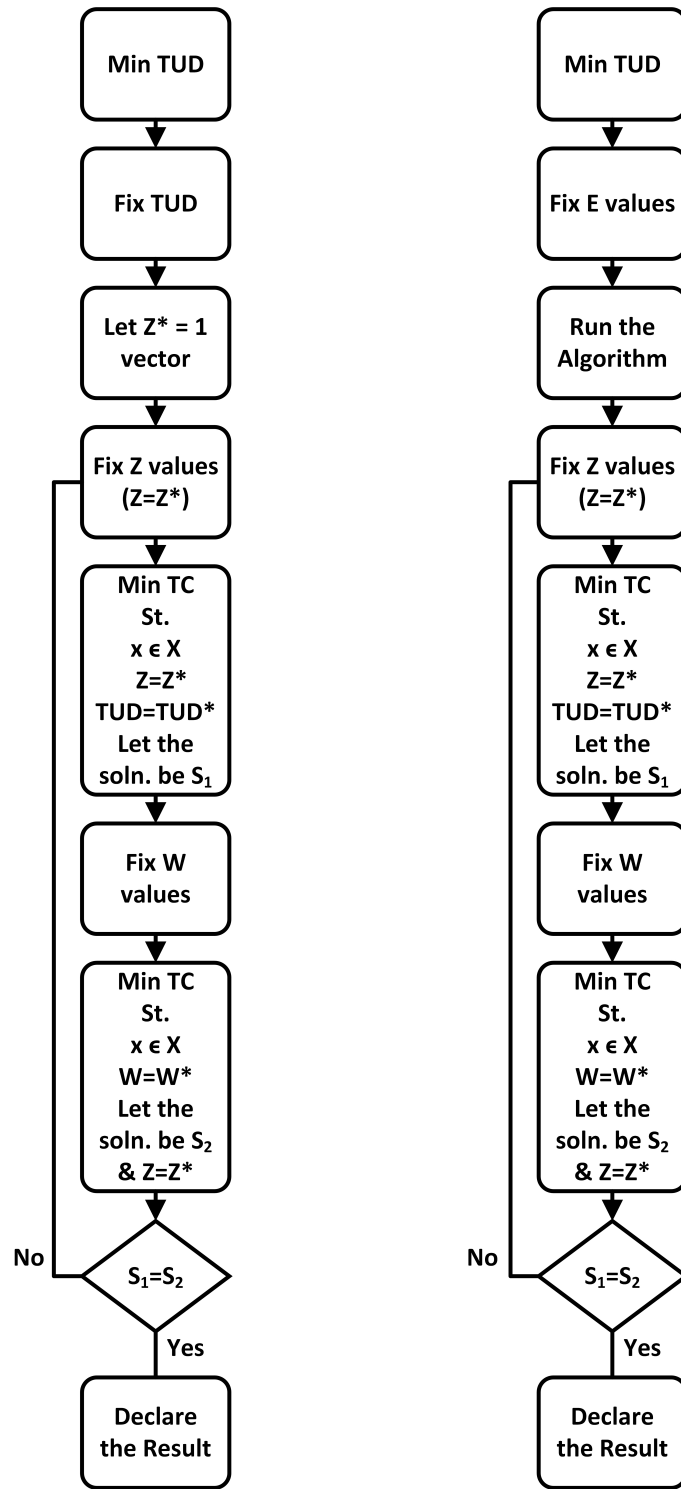 Min TUD
Fix TUD
Let Z* = 1
vector
Fix Z values
(Z=Z*)
Min TC
St.
x ϵ X
Z=Z*
TUD=TUD*
Let the
soln. be S₁
Fix W
values
Min TC
St.
x ϵ X
W=W*
Let the
soln. be S₂
& Z=Z*
No
S₁=S₂
Yes
Declare
the Result
Min TUD
Fix E values
Run the
Algorithm
Fix Z values
(Z=Z*)
Min TC
St.
x ϵ X
Z=Z*
TUD=TUD*
Let the
soln. be S₁
Fix W
values
Min TC
St.
x ϵ X
W=W*
Let the
soln. be S₂
& Z=Z*
No
S₁=S₂
Yes
Declare
the Result